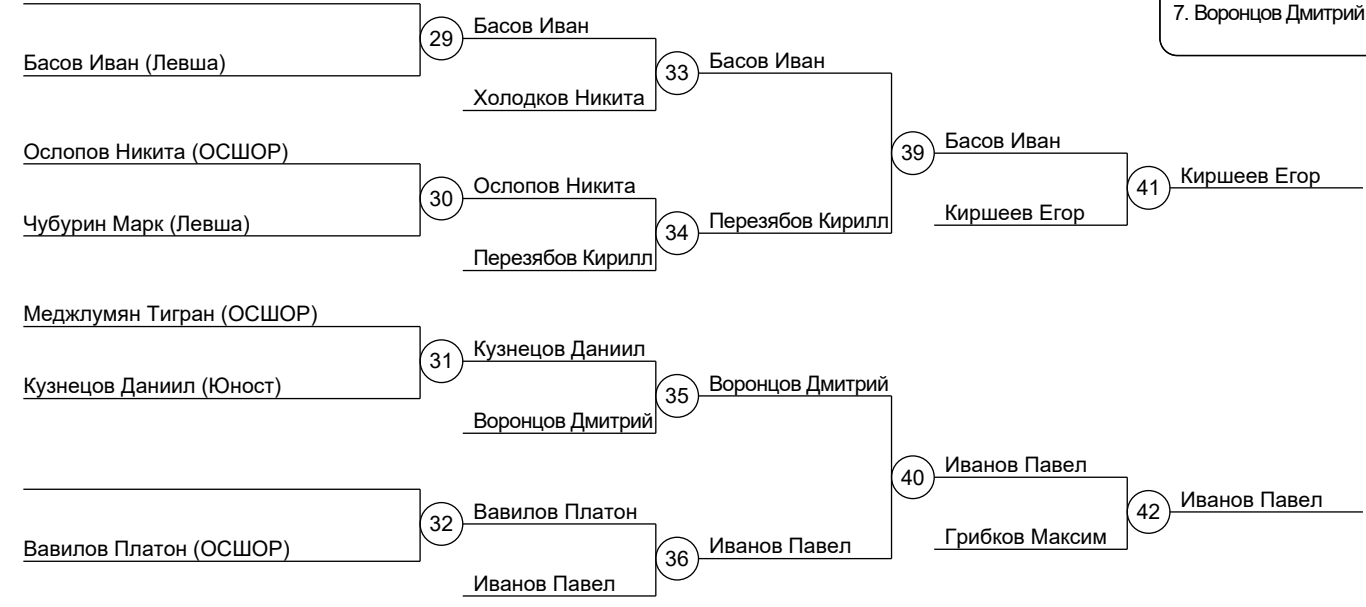 7. Воронцов Дмитрий
Басов Иван (Левша)
29
Басов Иван
Холодков Никита
33
Басов Иван
Ослопов Никита (ОСШОР)
Чубурин Марк (Левша)
30
Ослопов Никита
Перезябов Кирилл
34
Перезябов Кирилл
39
Басов Иван
Киршеев Егор
41
Киршеев Егор
Меджлумян Тигран (ОСШОР)
Кузнецов Даниил (Юност)
31
Кузнецов Даниил
Воронцов Дмитрий
35
Воронцов Дмитрий
Вавилов Платон (ОСШОР)
32
Вавилов Платон
Иванов Павел
36
Иванов Павел
40
Иванов Павел
Грибков Максим
42
Иванов Павел